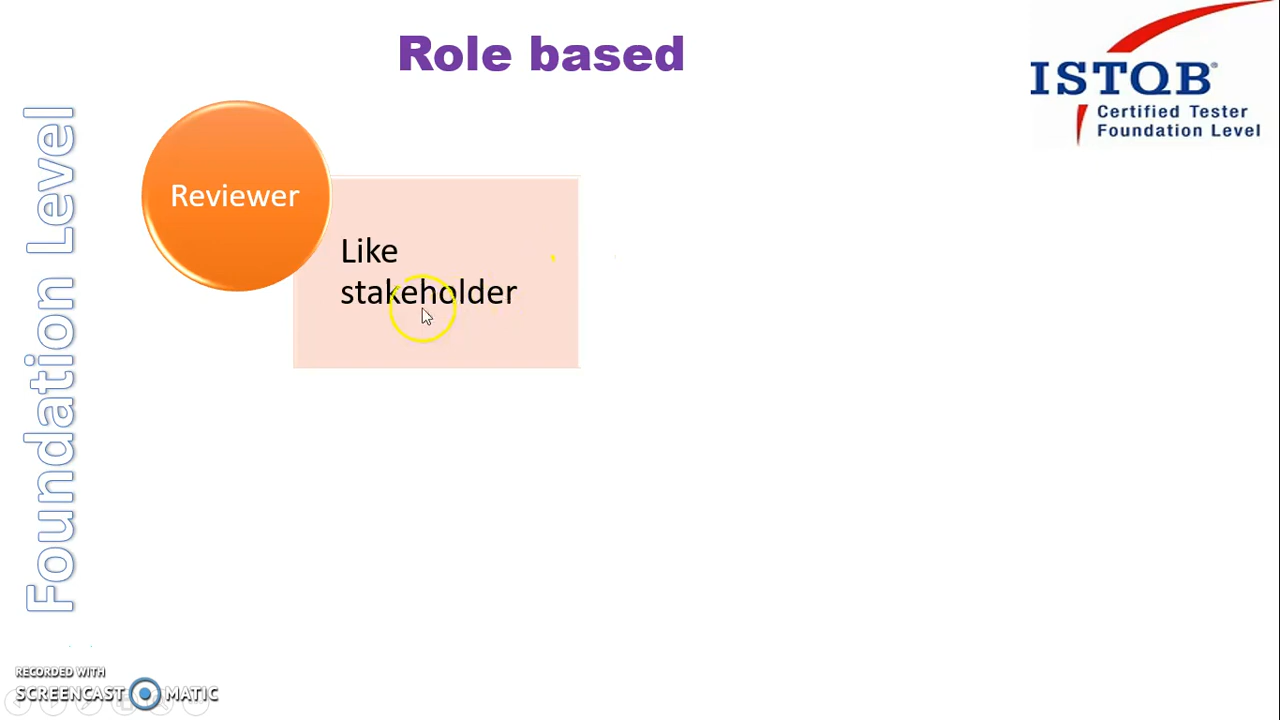 Role based
ISTQB®
Certified Tester
Foundation Level
Foundation Level
Reviewer
Like
stakeholder
RECORDED WITH
SCREENCAST MATIC